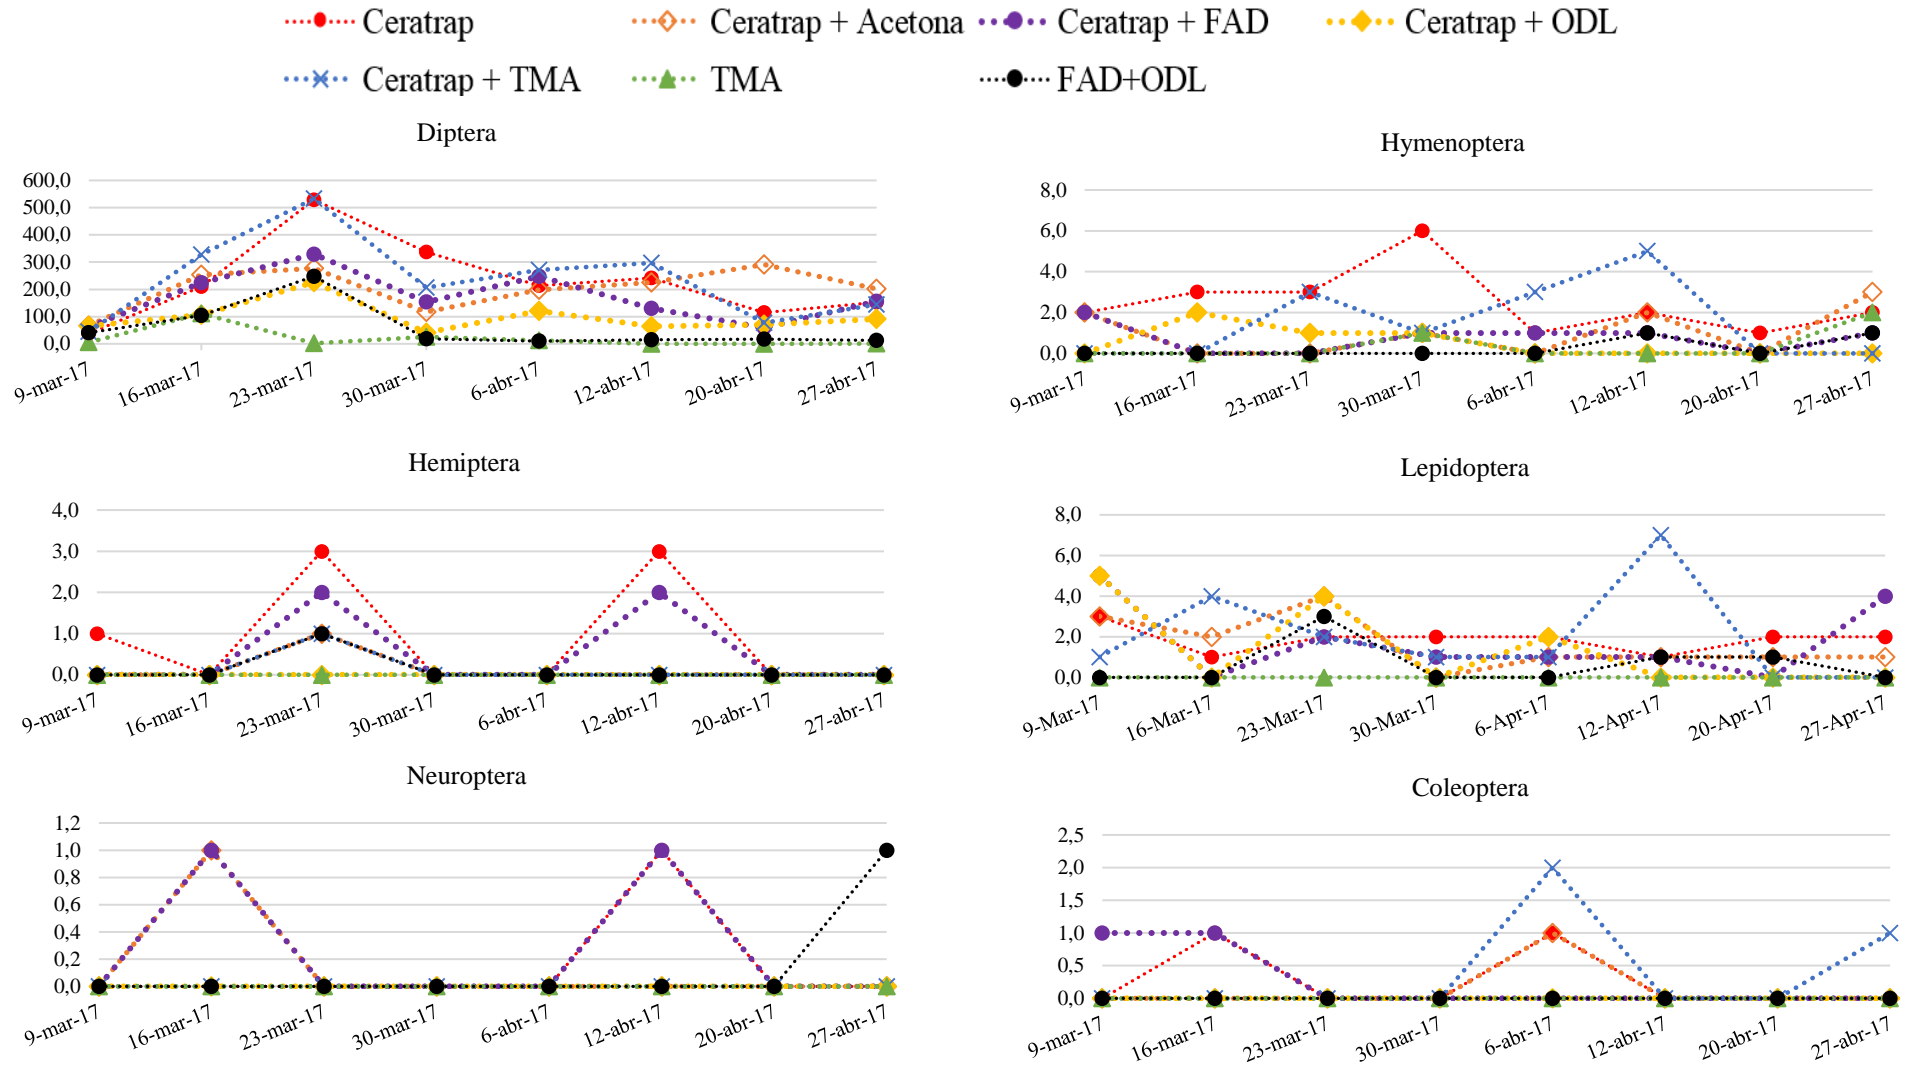 Ceratrap
Ceratrap + Acetona
Ceratrap + FAD
Ceratrap + ODL
Ceratrap + TMA
TMA
FAD+ODL
Diptera
600,0
500,0
400,0
300,0
200,0
100,0
0,0
9-mar-17
16-mar-17
23-mar-17
30-mar-17
6-abr-17
12-abr-17
20-abr-17
27-abr-17
Hymenoptera
8,0
6,0
4,0
2,0
0,0
9-mar-17
16-mar-17
23-mar-17
30-mar-17
6-abr-17
12-abr-17
20-abr-17
27-abr-17
Hemiptera
4,0
3,0
2,0
1,0
0,0
9-mar-17
16-mar-17
23-mar-17
30-mar-17
6-abr-17
12-abr-17
20-abr-17
27-abr-17
Lepidoptera
8,0
6,0
4,0
2,0
0,0
9-Mar-17
16-Mar-17
23-Mar-17
30-Mar-17
6-Apr-17
12-Apr-17
20-Apr-17
27-Apr-17
Neuroptera
1,2
1,0
0,8
0,6
0,4
0,2
0,0
9-mar-17
16-mar-17
23-mar-17
30-mar-17
6-abr-17
12-abr-17
20-abr-17
27-abr-17
Coleoptera
2,5
2,0
1,5
1,0
0,5
0,0
9-mar-17
16-mar-17
23-mar-17
30-mar-17
6-abr-17
12-abr-17
20-abr-17
27-abr-17